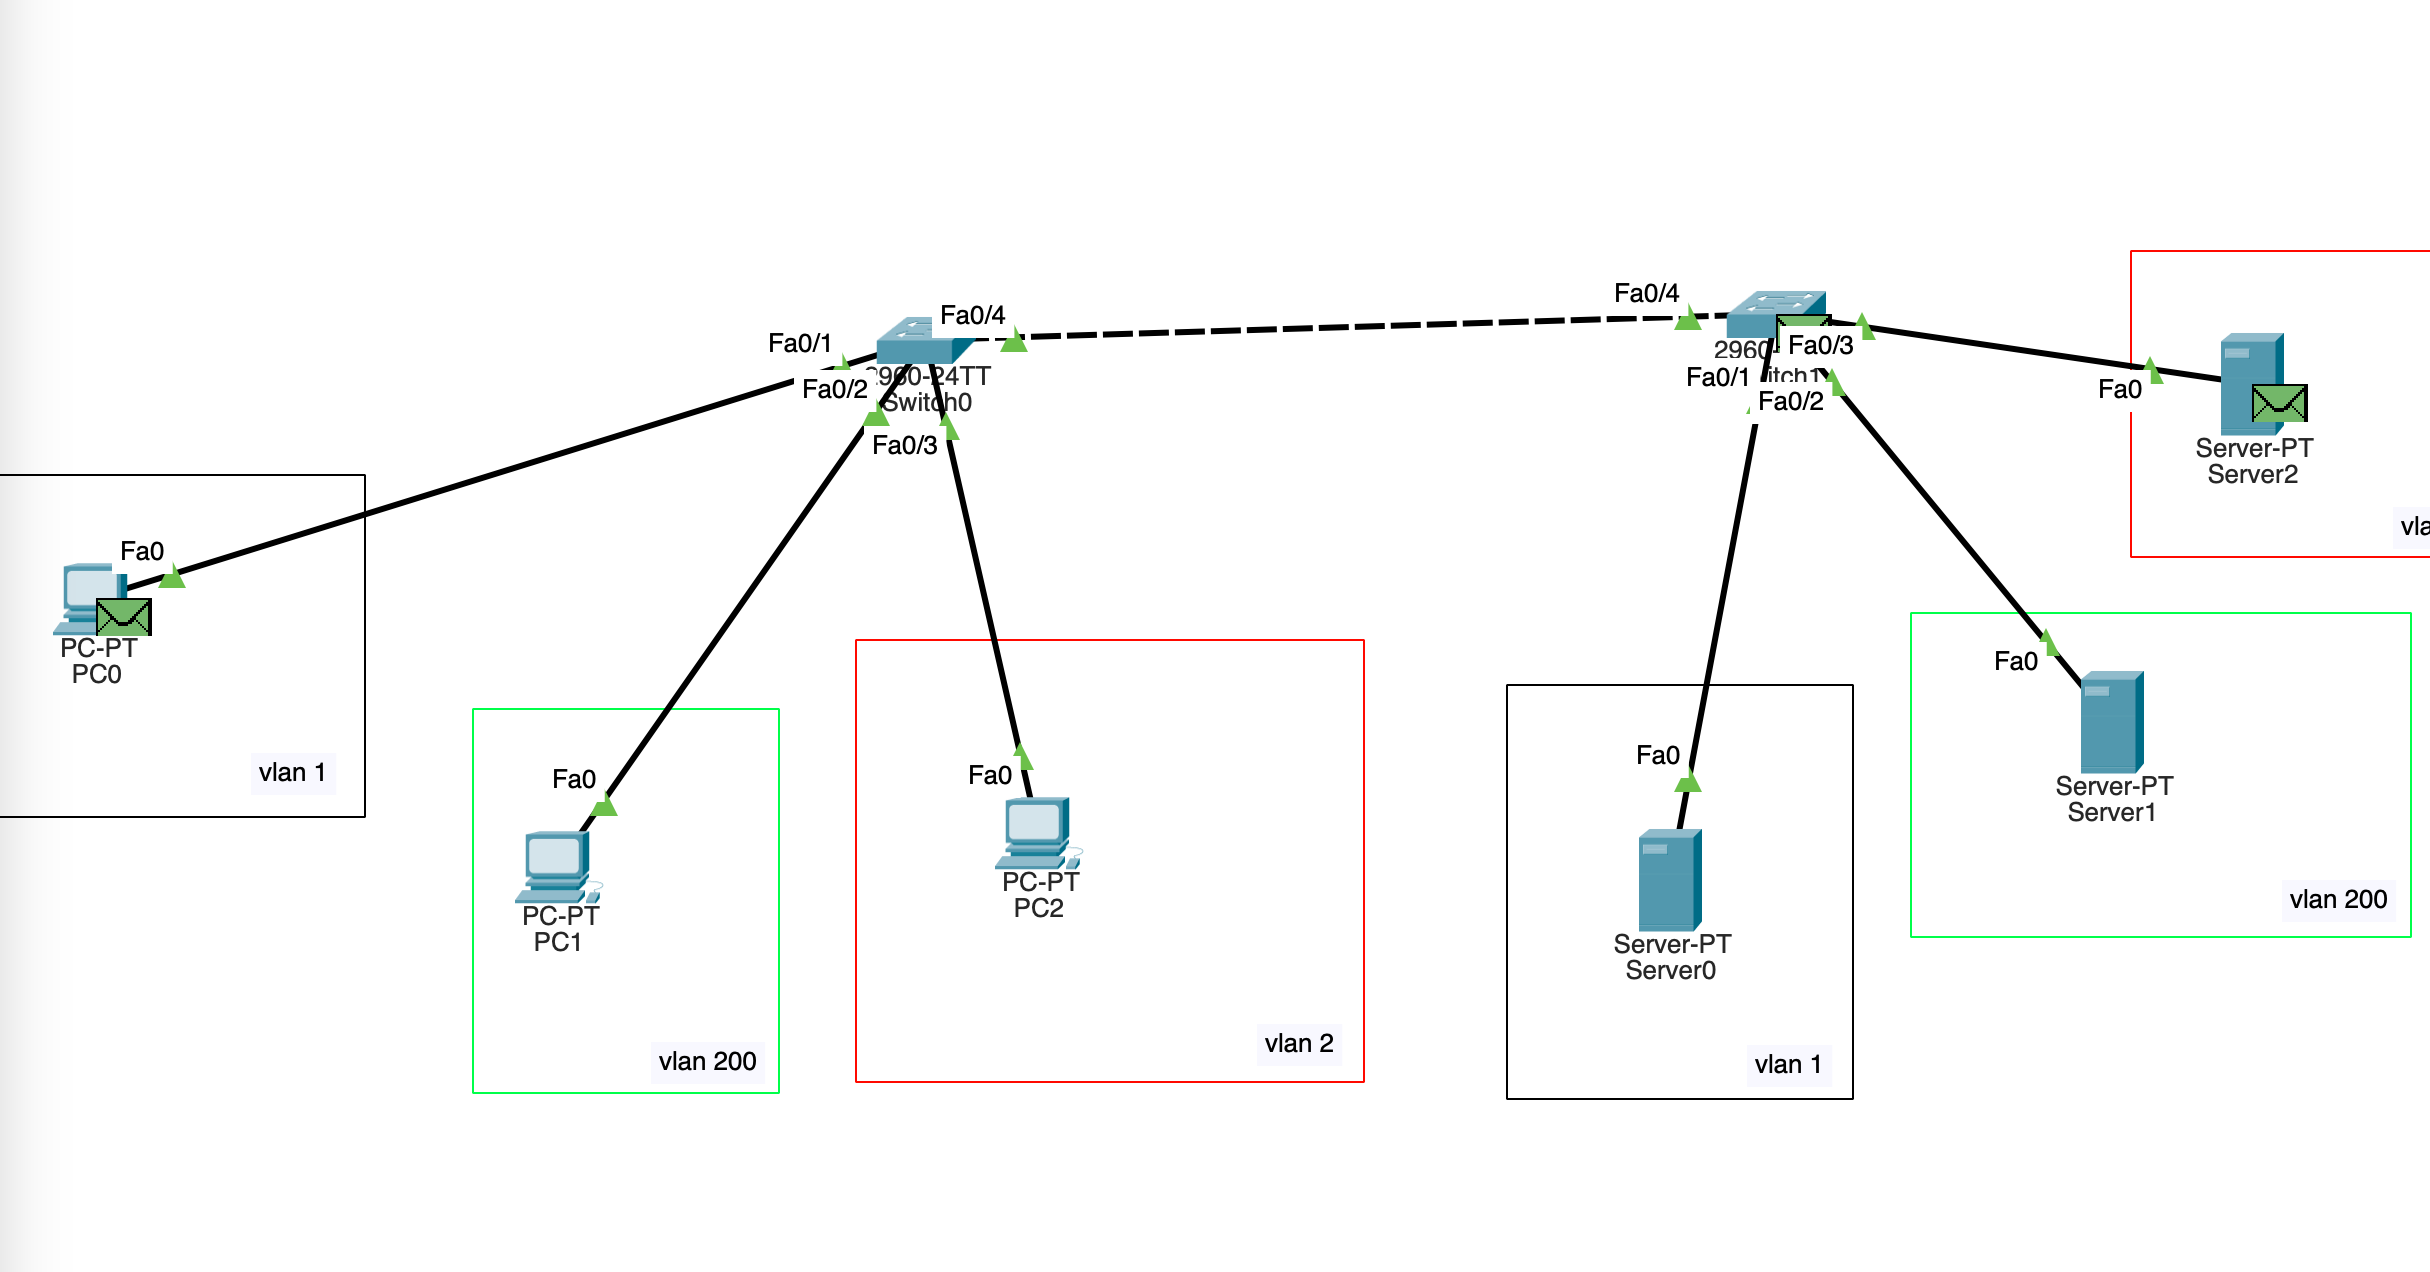 Fa0/4
Fa0/4
Fa0/1
Fa0/3
2960-24TT
2960
Fa0/2
Switch0
Fa0/1
itch1
Fa0/2
Fa0
Fa0/3
Server-PT
Server2
vla
Fa0
PC-PT
PC0
vlan 1
Fa0
Fa0
Fa0
Fa0
PC-PT
PC2
PC-PT
PC1
Server-PT
Server1
Server-PT
Server0
vlan 200
vlan 2
vlan 200
vlan 1